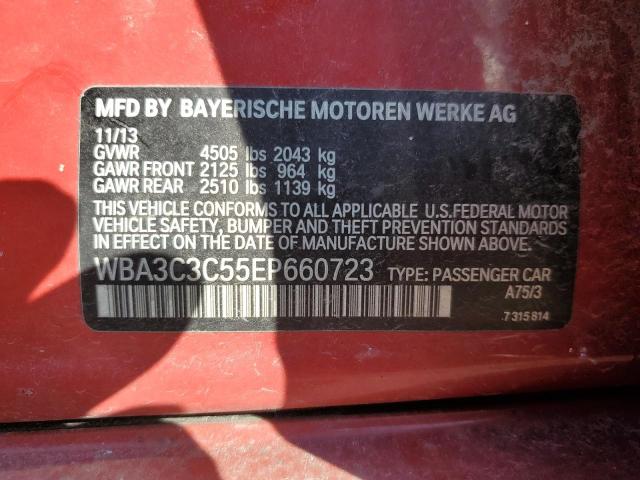 MFD BY BAYERISCHE MOTOREN WERKE AG
11/13
GVWR 4505 lbs 2043 kg
GAWR FRONT 2125 lbs 964 kg
GAWR REAR 2510 lbs 1139 kg
THIS VEHICLE CONFORMS TO ALL APPLICABLE U.S.FEDERAL MOTOR
VEHICLE SAFETY, BUMPER AND THEFT PREVENTION STANDARDS
IN EFFECT ON THE DATE OF MANUFACTURE SHOWN ABOVE.
WBA3C3C55EP660723 TYPE: PASSENGER CAR
A75/3
7 315 814